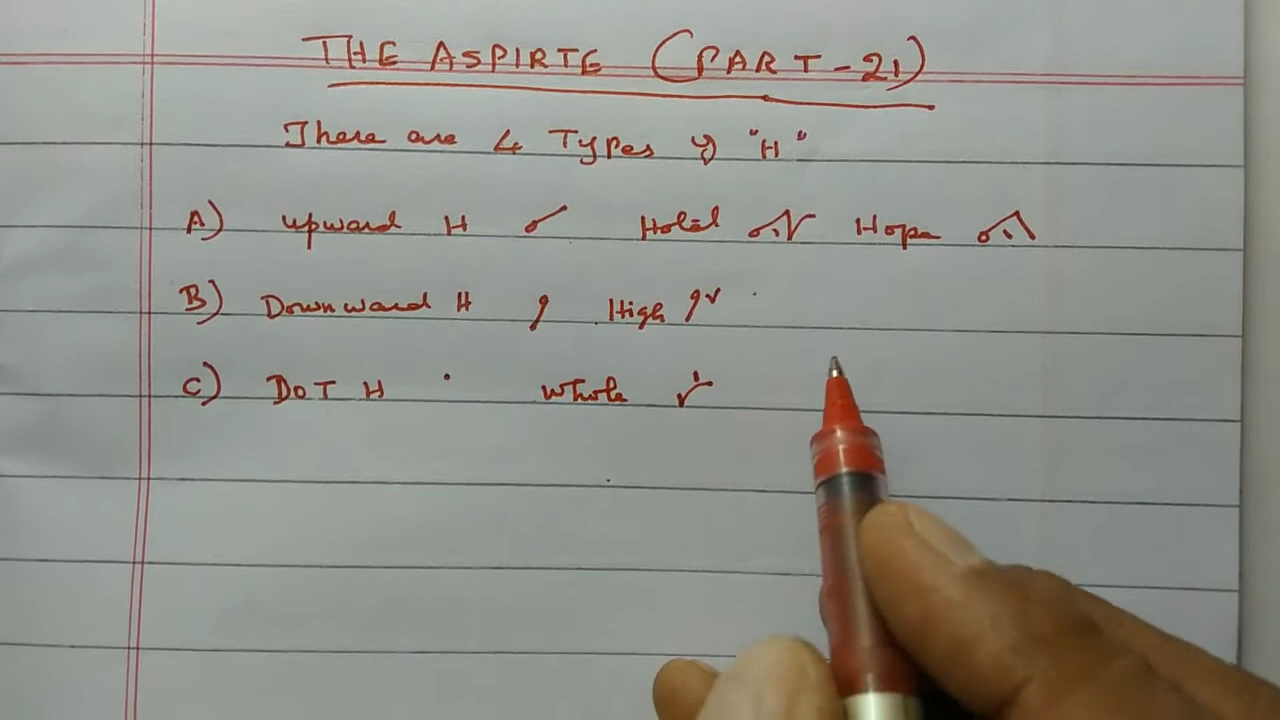 THE ASPIRTE (PART-21)
There are 4 Types of "H"
A) upward H Hotel Hope
B) Downward H High
C) DOT H Whole